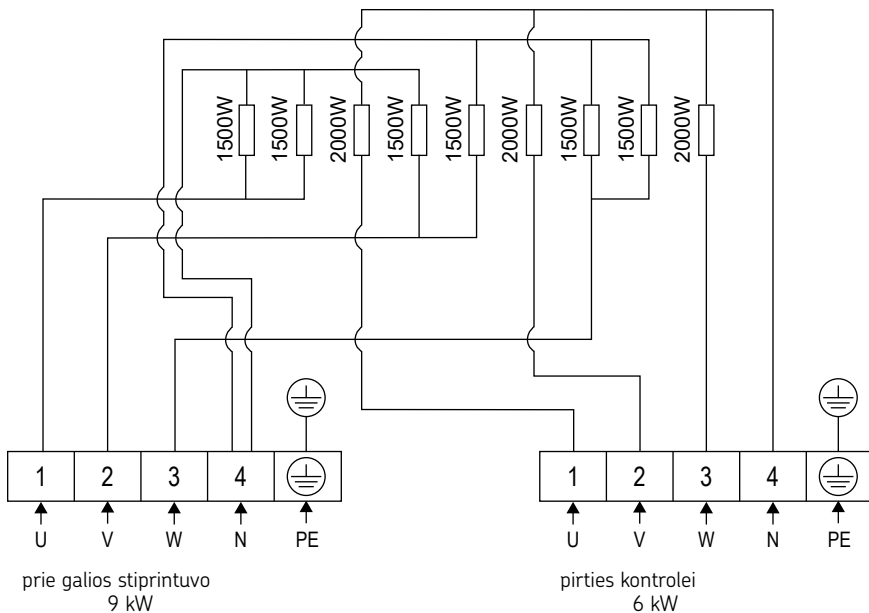 1500W
1500W
2000W
1500W
1500W
2000W
1500W
1500W
2000W
1 2 3 4
U V W N PE
prie galios stiprintuvo
9 kW
1 2 3 4
U V W N PE
pirties kontrolei
6 kW